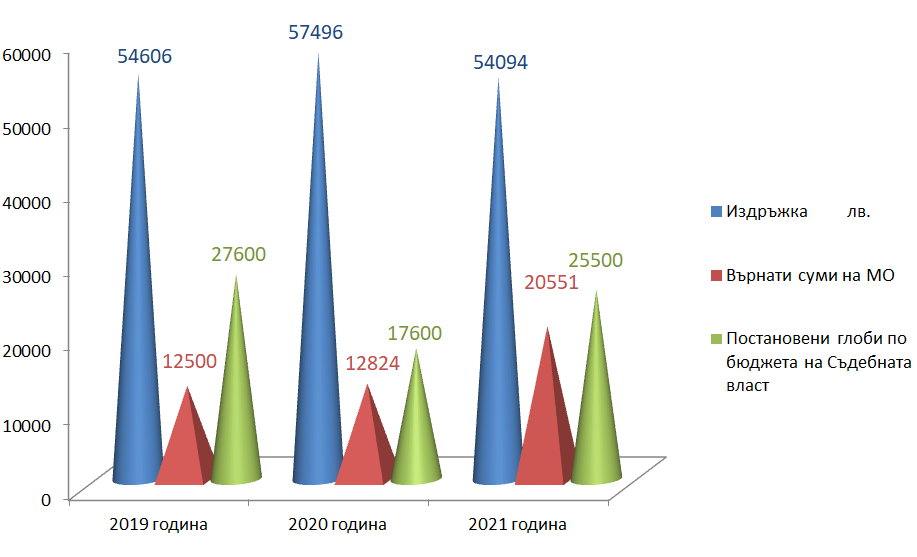 60000
50000
40000
30000
20000
10000
0
54606
12500
27600
57496
12824
17600
54094
20551
25500
2019 година
2020 година
2021 година
Издръжка лв.
Върнати суми на МО
Постановени глоби по
бюджета на Съдебната
власт